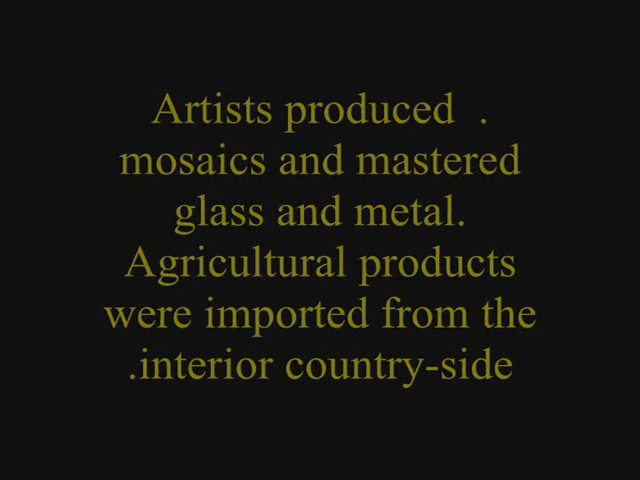 Artists produced  .
mosaics and mastered
glass and metal.
Agricultural products
were imported from the
.interior country-side